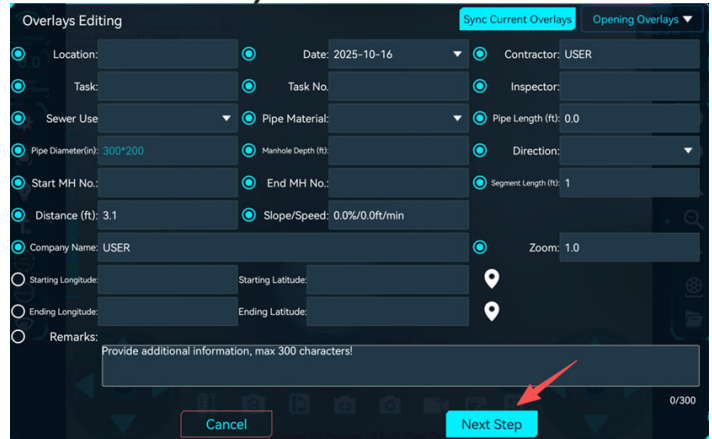 Overlays Editing Sync Current Overlays Opening Overlays
Location: Date: 2025-10-16 Contractor: USER
Task: Task No. Inspector:
Sewer Use Pipe Material: Pipe Length (ft): 0.0
Pipe Diameter(in): 300*200 Manhole Depth (ft): Direction:
Start MH No.: End MH No.: Segment Length (ft): 1
Distance (ft): 3.1 Slope/Speed: 0.0%/0.0ft/min
Company Name: USER Zoom: 1.0
Starting Longitude: Starting Latitude:
Ending Longitude: Ending Latitude:
Remarks:
Provide additional information, max 300 characters!
0/300
Cancel Next Step